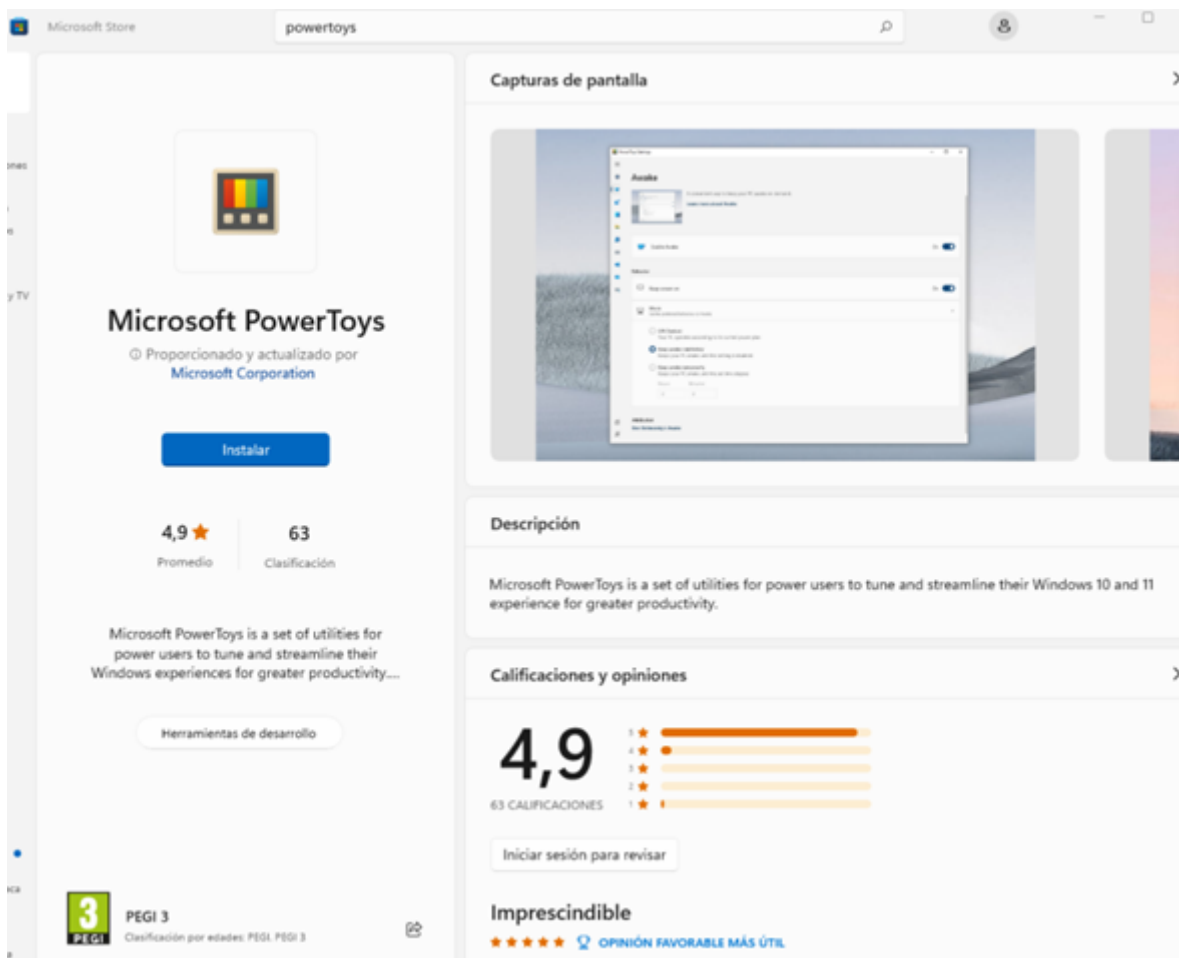 Microsoft Store
powertoys
ones
y TV
Microsoft PowerToys
Proporcionado y actualizado por
Microsoft Corporation
Instalar
4,9
63
Promedio
Clasificación
Microsoft PowerToys is a set of utilities for
power users to tune and streamline their
Windows experiences for greater productivity....
Herramientas de desarrollo
3
PEGI
PEGI 3
Clasificación por edades: PEGI. PEGI 3
Capturas de pantalla
Awake
Descripción
Microsoft PowerToys is a set of utilities for power users to tune and streamline their Windows 10 and 11
experience for greater productivity.
Calificaciones y opiniones
4,9
63 CALIFICACIONES
5
4
3
2
1
Iniciar sesión para revisar
Imprescindible
OPINIÓN FAVORABLE MÁS ÚTIL